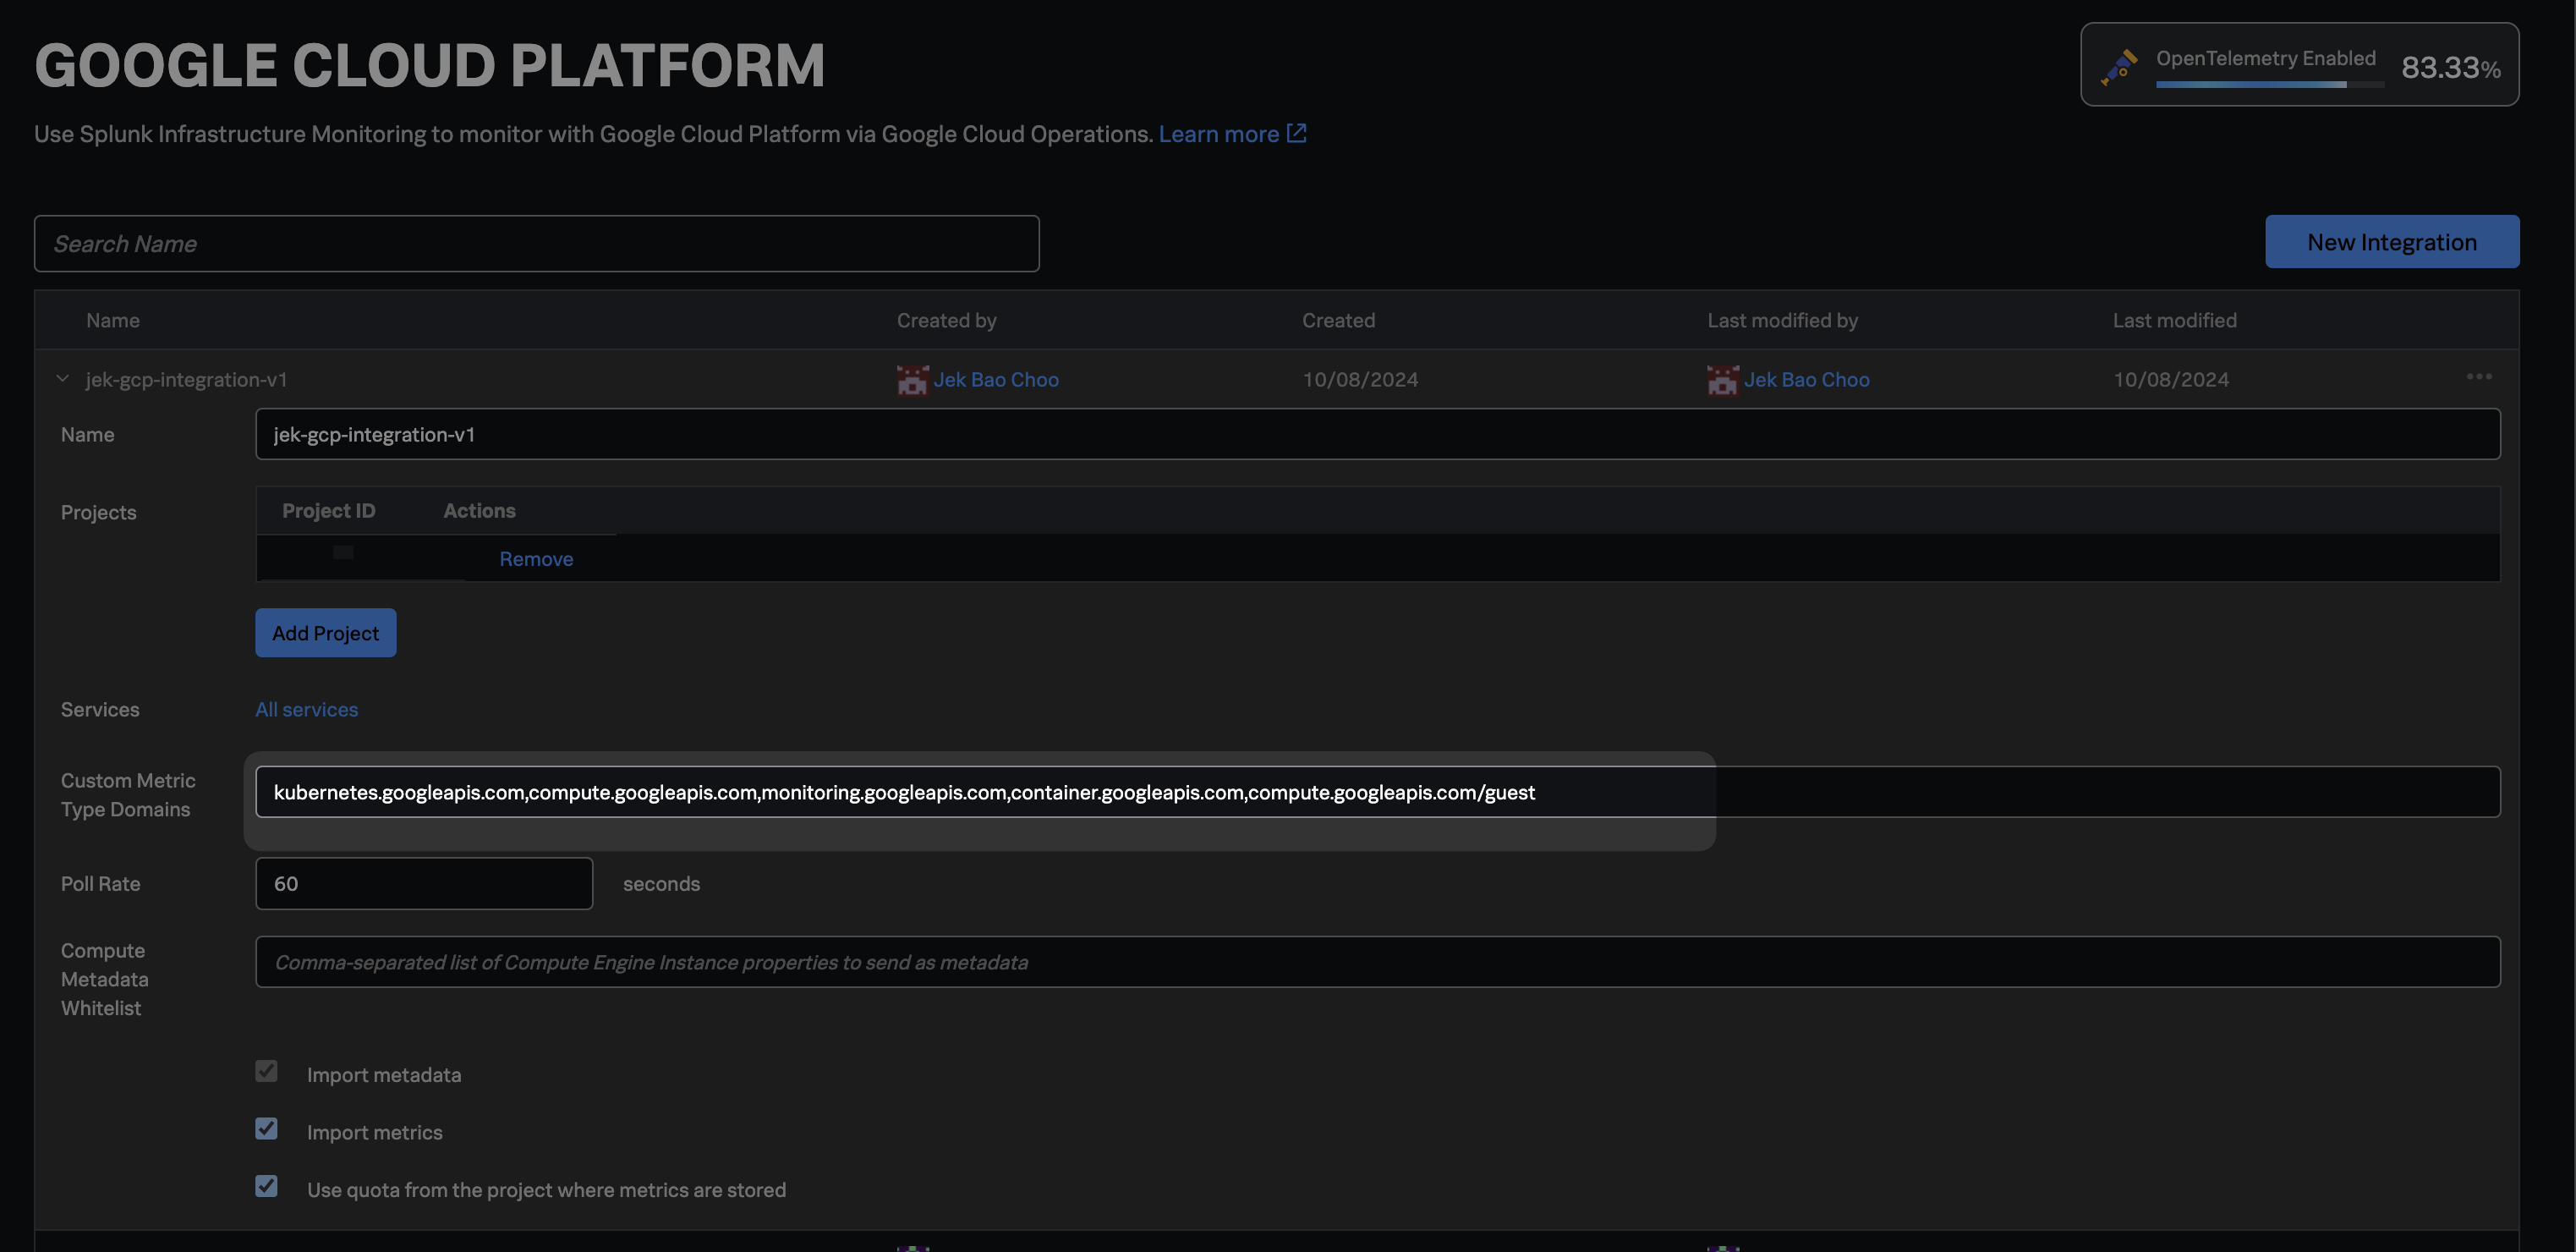 GOOGLE CLOUD PLATFORM
OpenTelemetry Enabled 83.33%
Use Splunk Infrastructure Monitoring to monitor with Google Cloud Platform via Google Cloud Operations. Learn more
Search Name
New Integration
Name Created by Created Last modified by Last modified
jek-gcp-integration-v1 Jek Bao Choo 10/08/2024 Jek Bao Choo 10/08/2024
Name jek-gcp-integration-v1
Projects Project ID Actions
Remove
Add Project
Services All services
Custom Metric
Type Domains
kubernetes.googleapis.com,compute.googleapis.com,monitoring.googleapis.com,container.googleapis.com,compute.googleapis.com/guest
Poll Rate 60 seconds
Compute
Metadata
Whitelist
Comma-separated list of Compute Engine Instance properties to send as metadata
Import metadata
Import metrics
Use quota from the project where metrics are stored